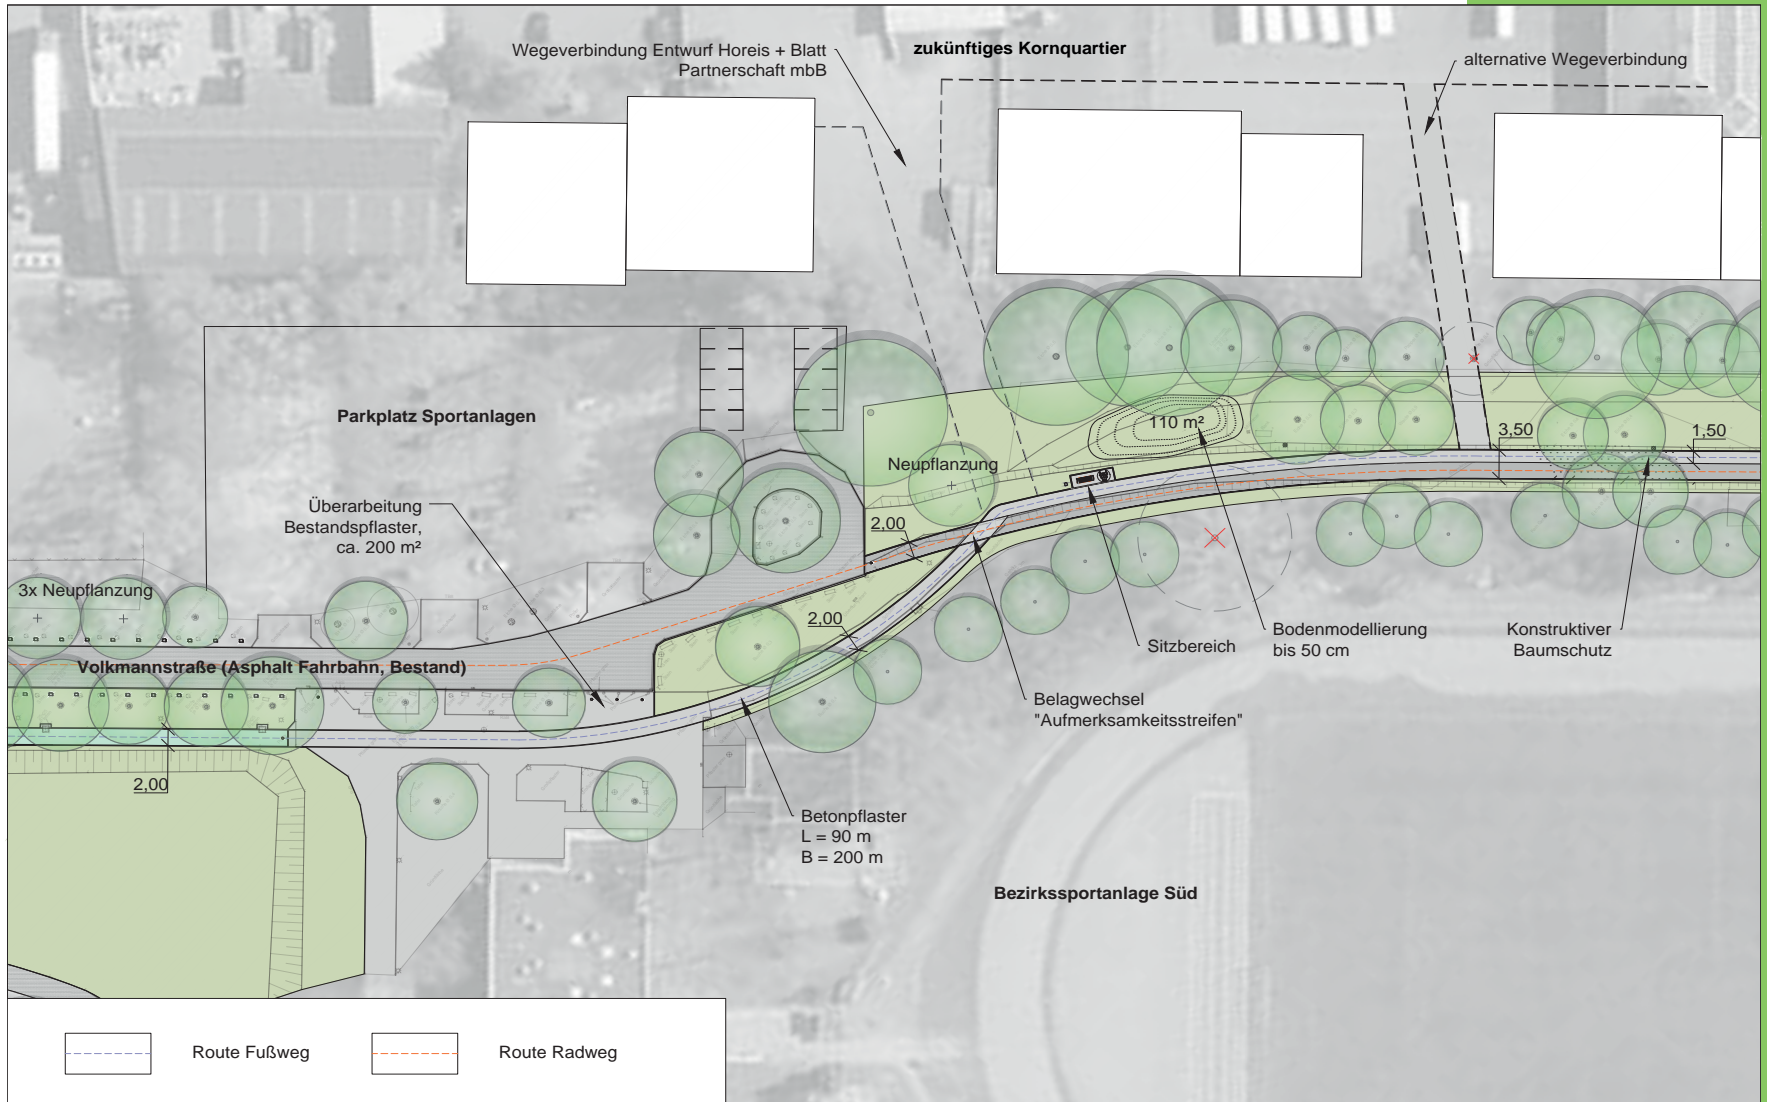 Wegeverbindung Entwurf Horeis + Blatt
Partnerschaft mbB
zukünftiges Kornquartier
alternative Wegeverbindung
Parkplatz Sportanlagen
110 m²
3,50
1,50
Neupflanzung
Überarbeitung
Bestandspflaster,
ca. 200 m²
2,00
3x Neupflanzung
2,00
Sitzbereich
Bodenmodellierung
bis 50 cm
Konstruktiver
Baumschutz
Volkmannstraße (Asphalt Fahrbahn, Bestand)
Belagwechsel
"Aufmerksamkeitsstreifen"
2,00
Betonpflaster
L = 90 m
B = 200 m
Bezirkssportanlage Süd
Route Fußweg
Route Radweg